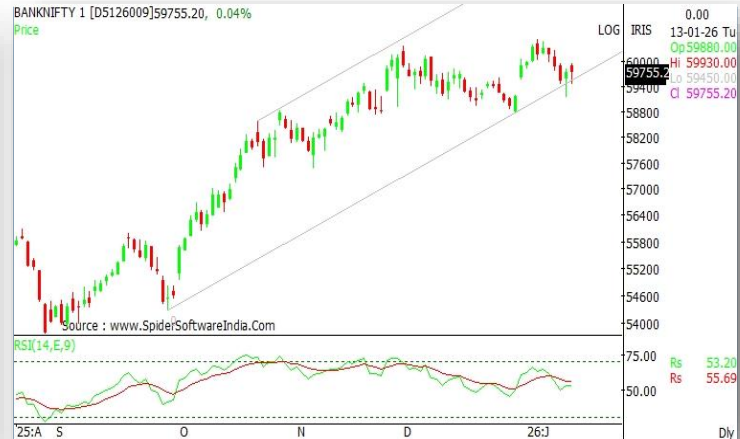 BANKNIFTY 1 [D5126009]59755.20, 0.04%
Price
LOG
IRIS
0.00
13-01-26 Tu
Op 59880.00
Hi 59930.00
Lo 59450.00
Cl 59755.20
60000
59755.2
59400
58800
58200
57600
57000
56400
55800
55200
54600
54000
Source : www.SpiderSoftwareIndia.Com
RSI(14,E,9)
75.00
50.00
Rs 53.20
Rs 55.69
'25:A S O N D 26:J Dly